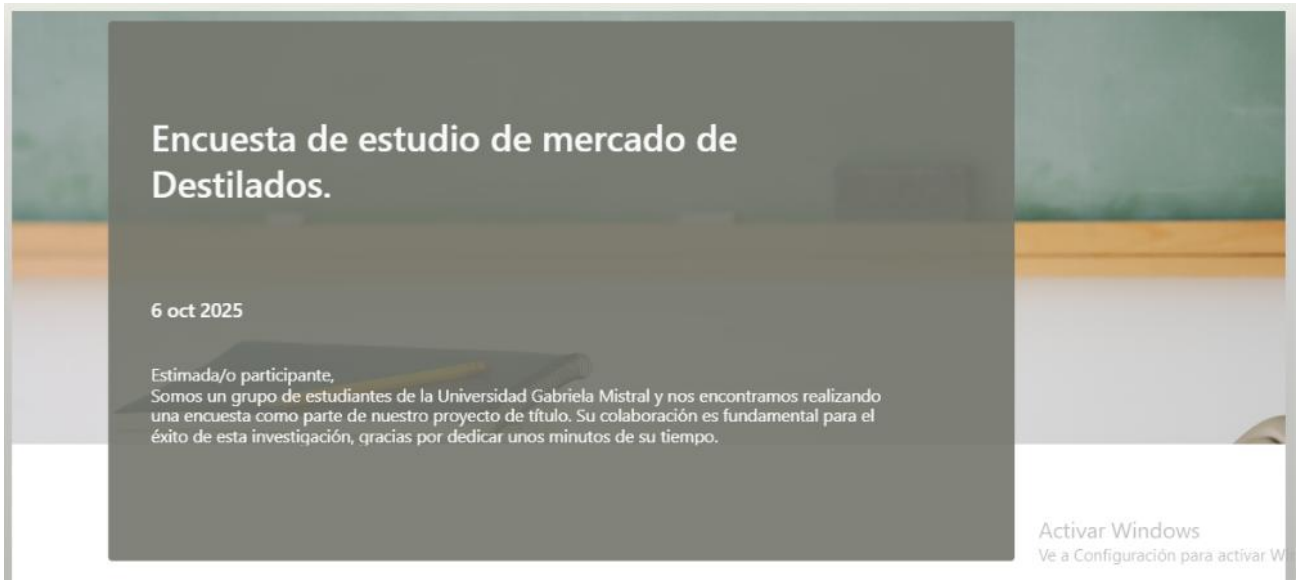 Encuesta de estudio de mercado de
Destilados.
6 oct 2025
Estimada/o participante,
Somos un grupo de estudiantes de la Universidad Gabriela Mistral y nos encontramos realizando
una encuesta como parte de nuestro proyecto de título. Su colaboración es fundamental para el
éxito de esta investigación, gracias por dedicar unos minutos de su tiempo.
Activar Windows
Ve a Configuración para activar